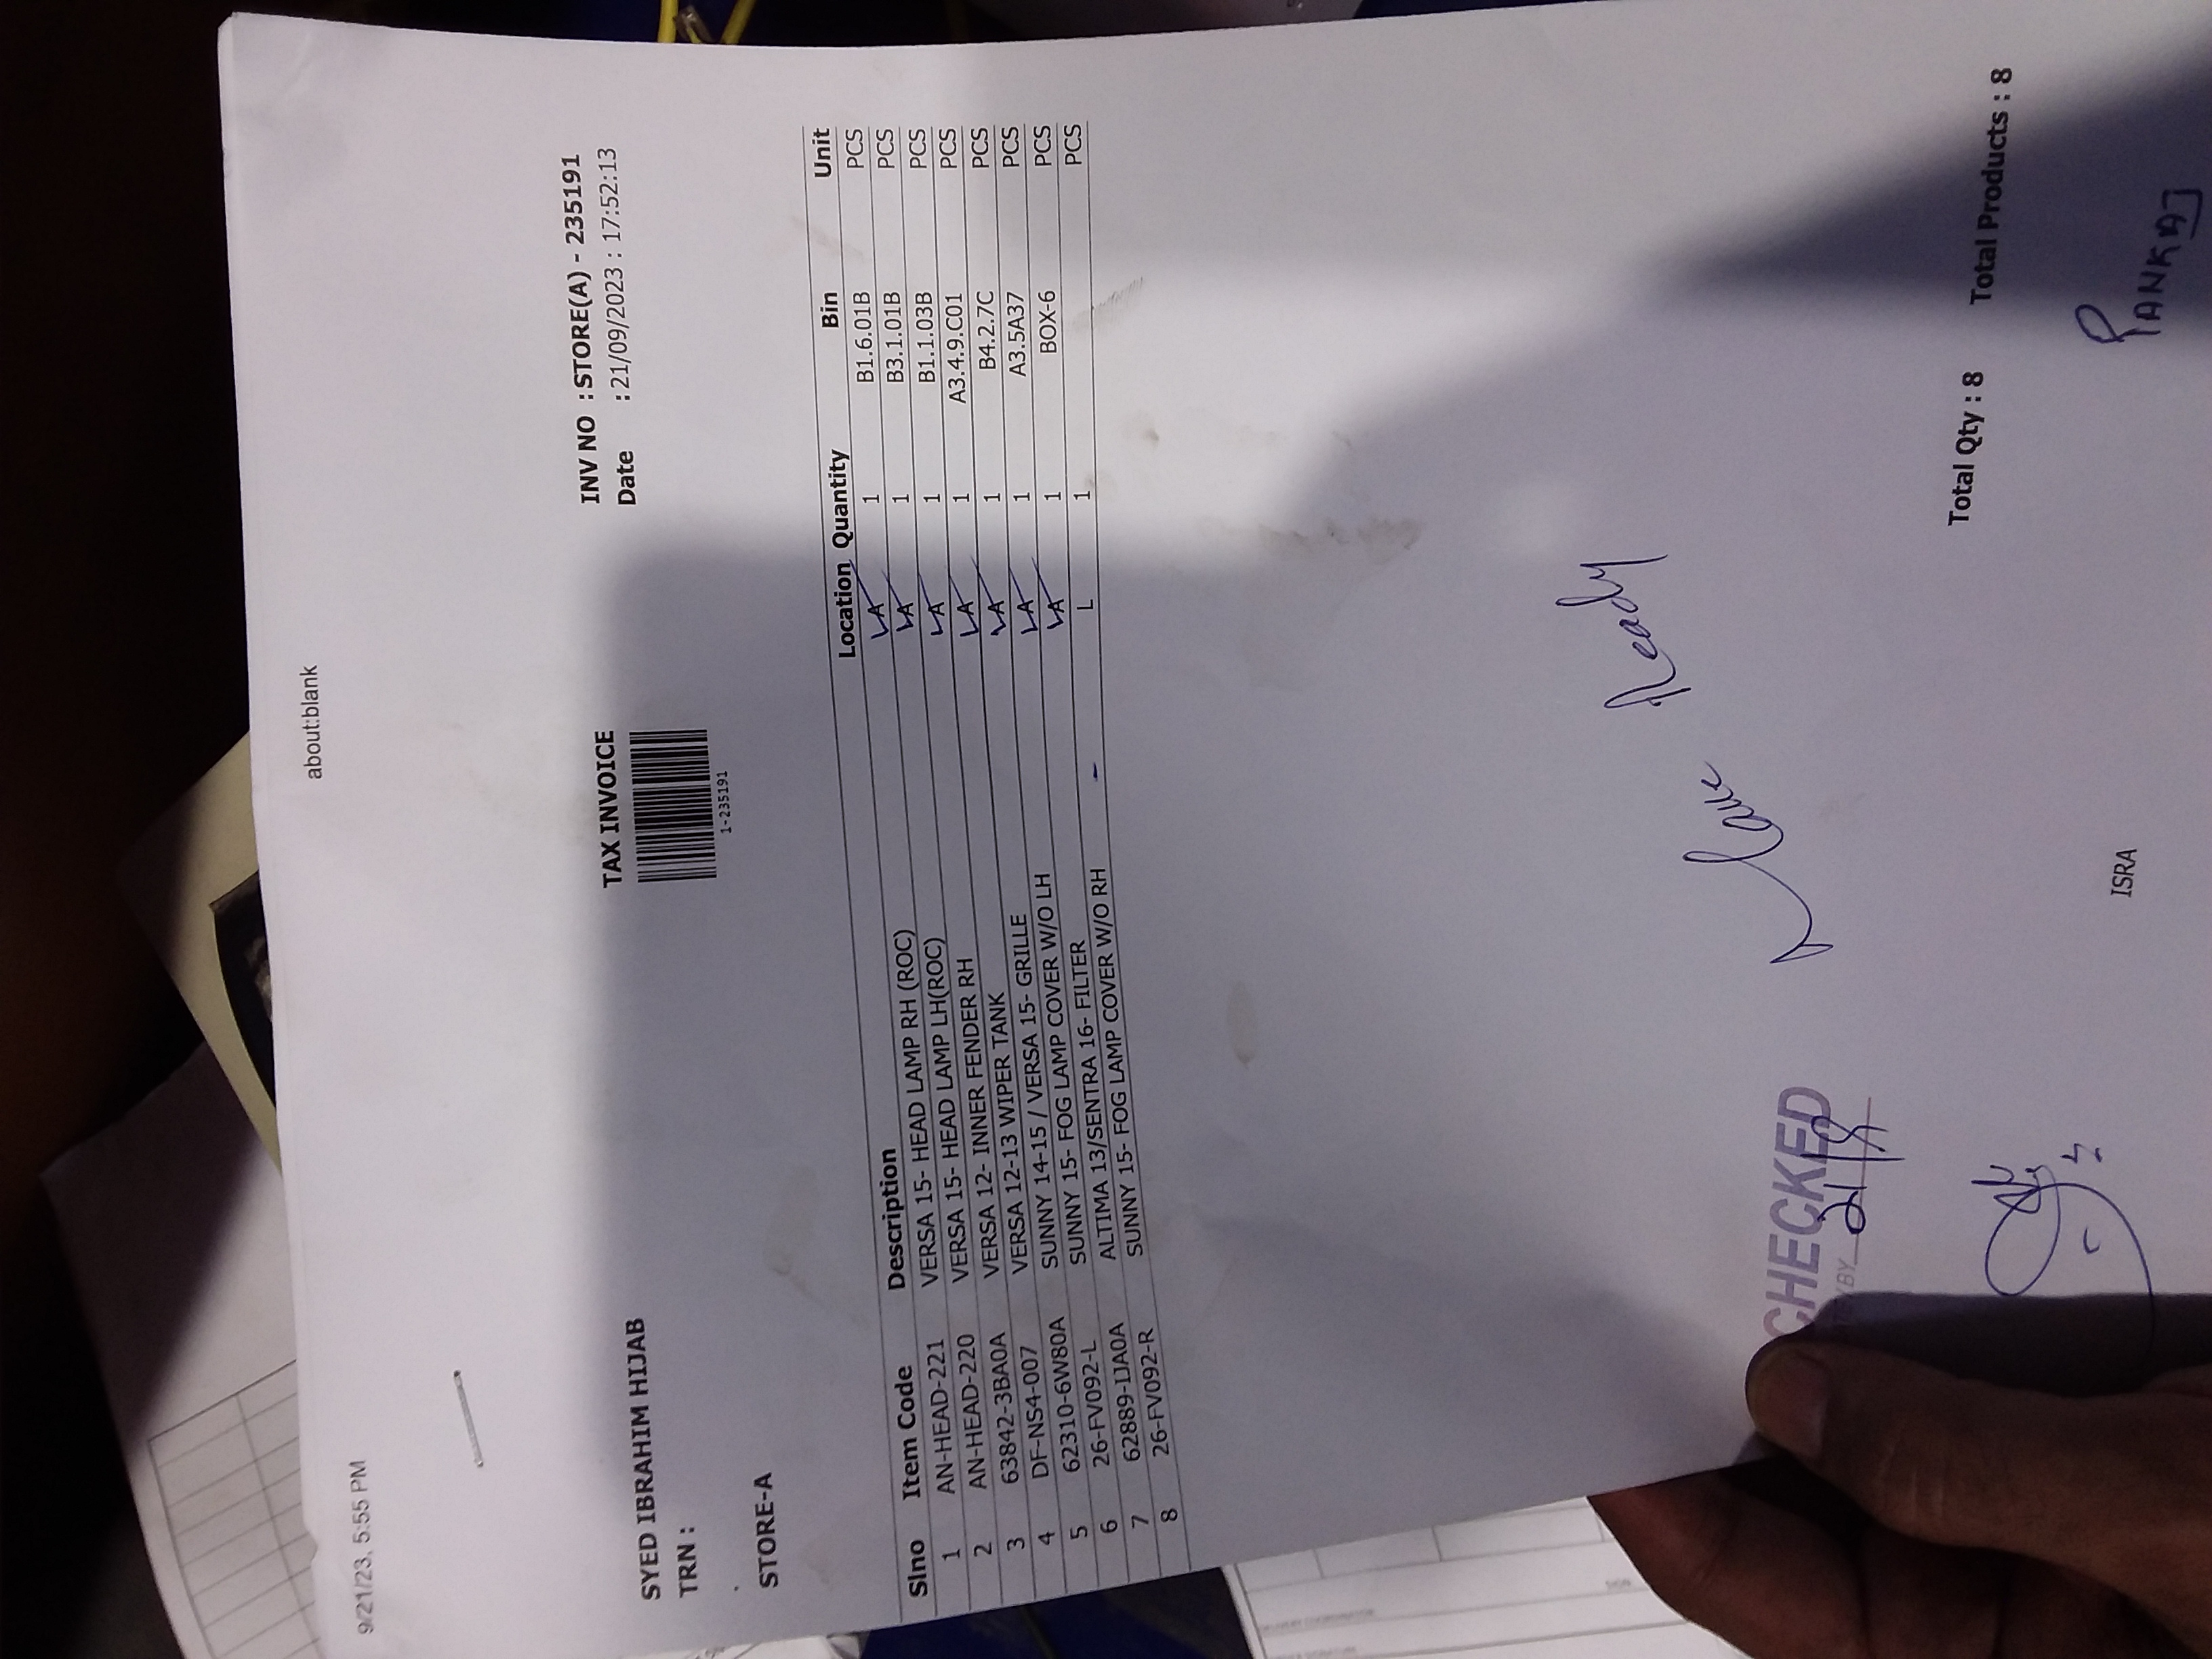 9/21/23, 5:55 PM about:blank
TAX INVOICE
1-235191
SYED IBRAHIM HIJAB INV NO : STORE(A) - 235191
TRN : Date : 21/09/2023 : 17:52:13
STORE-A
Slno Item Code Description Location Quantity Bin Unit
1 AN-HEAD-221 VERSA 15- HEAD LAMP RH (ROC) A 1 B1.6.01B PCS
2 AN-HEAD-220 VERSA 15- HEAD LAMP LH(ROC) A 1 B3.1.01B PCS
3 63842-3BA0A VERSA 12- INNER FENDER RH A 1 B1.1.03B PCS
4 DF-NS4-007 VERSA 12-13 WIPER TANK A 1 A3.4.9.C01 PCS
5 62310-6W80A SUNNY 14-15 / VERSA 15- GRILLE A 1 B4.2.7C PCS
6 26-FV092-L SUNNY 15- FOG LAMP COVER W/O LH A 1 A3.5A37 PCS
7 62889-IJA0A ALTIMA 13/SENTRA 16- FILTER A 1 BOX-6 PCS
8 26-FV092-R SUNNY 15- FOG LAMP COVER W/O RH L 1 PCS
Ready
CHECKED
BY
Total Qty : 8 Total Products : 8
ISRA
PANKAJ